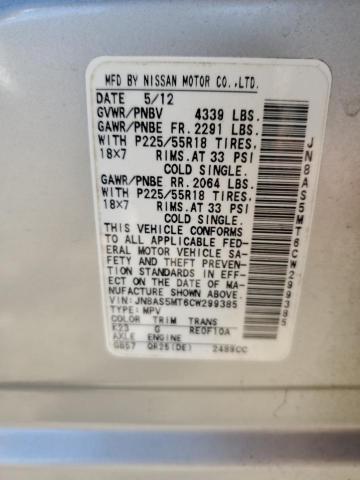 MFD BY NISSAN MOTOR CO.,LTD.
DATE 5/12
GVWR/PNBV 4339 LBS.
GAWR/PNBE FR. 2291 LBS.
WITH P225/55R18 TIRES,
18X7 RIMS. AT 33 PSI
COLD SINGLE.
GAWR/PNBE RR. 2064 LBS.
WITH P225/55R18 TIRES,
18X7 RIMS. AT 33 PSI
COLD SINGLE.
THIS VEHICLE CONFORMS
TO ALL APPLICABLE FED-
ERAL MOTOR VEHICLE SA-
FETY AND THEFT PREVEN-
TION STANDARDS IN EFF-
ECT ON THE DATE OF MAN-
UFACTURE SHOWN ABOVE.
VIN: JN8AS5MT6CW299385
TYPE: MPV
COLOR TRIM TRANS
K23 G RE0F10A
AXLE ENGINE
GB57 QR25(DE) 2488CC
JN8AS5MT6CW299385